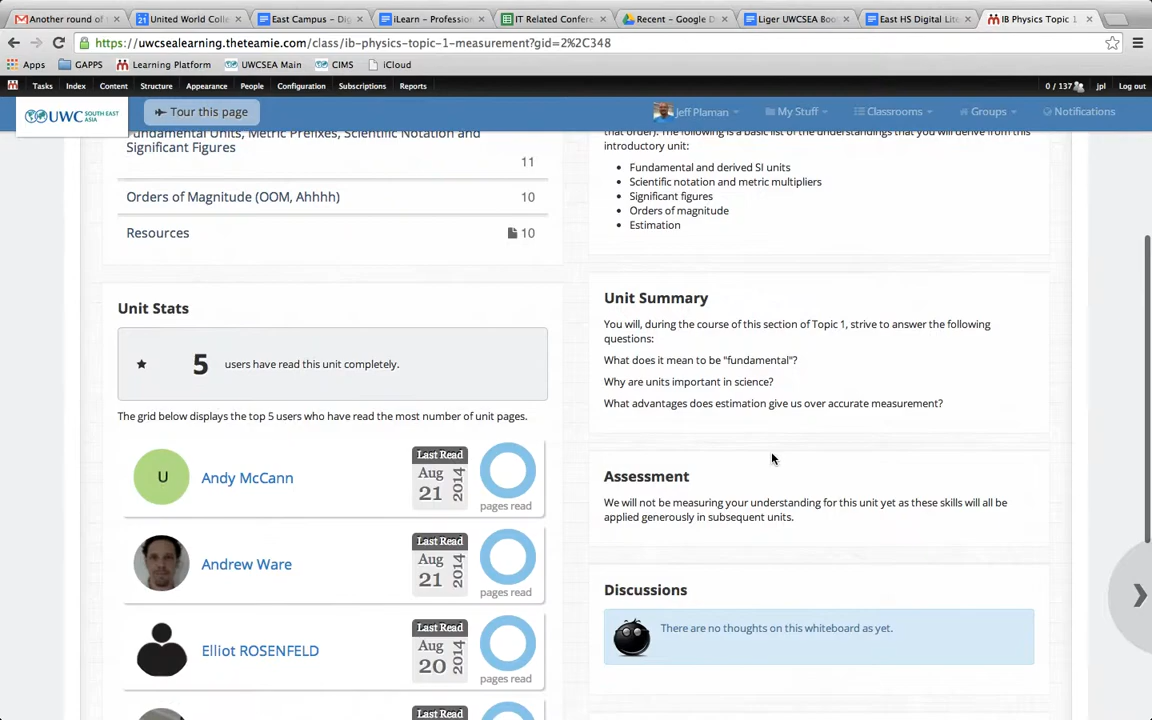 Another round of
United World Colle
East Campus – Dig
iLearn – Profession
IT Related Confere
Recent – Google D
Liger UWCSEA Boo
East HS Digital Lite
IB Physics Topic 1
https://uwcsealearning.theteamie.com/class/ib-physics-topic-1-measurement?gid=2%2C348
Apps
GAPPS
Learning Platform
UWCSEA Main
CIMS
iCloud
Tasks
Index
Content
Structure
Appearance
People
Configuration
Subscriptions
Reports
0 / 137
jpl
Log out
UWC SOUTH EAST ASIA
Tour this page
Jeff Plaman
My Stuff
Classrooms
Groups
Notifications
Fundamental Units, Metric Prefixes, Scientific Notation and
Significant Figures
11
Orders of Magnitude (OOM, Ahhhh)
10
Resources
10
Unit Stats
5 users have read this unit completely.
The grid below displays the top 5 users who have read the most number of unit pages.
U
Andy McCann
Last Read
Aug
21
2014
pages read
Andrew Ware
Last Read
Aug
21
2014
pages read
Elliot ROSENFELD
Last Read
Aug
20
2014
pages read
Last Read
that order). The following is a basic list of the understandings that you will derive from this
introductory unit:
Fundamental and derived SI units
Scientific notation and metric multipliers
Significant figures
Orders of magnitude
Estimation
Unit Summary
You will, during the course of this section of Topic 1, strive to answer the following
questions:
What does it mean to be "fundamental"?
Why are units important in science?
What advantages does estimation give us over accurate measurement?
Assessment
We will not be measuring your understanding for this unit yet as these skills will all be
applied generously in subsequent units.
Discussions
There are no thoughts on this whiteboard as yet.